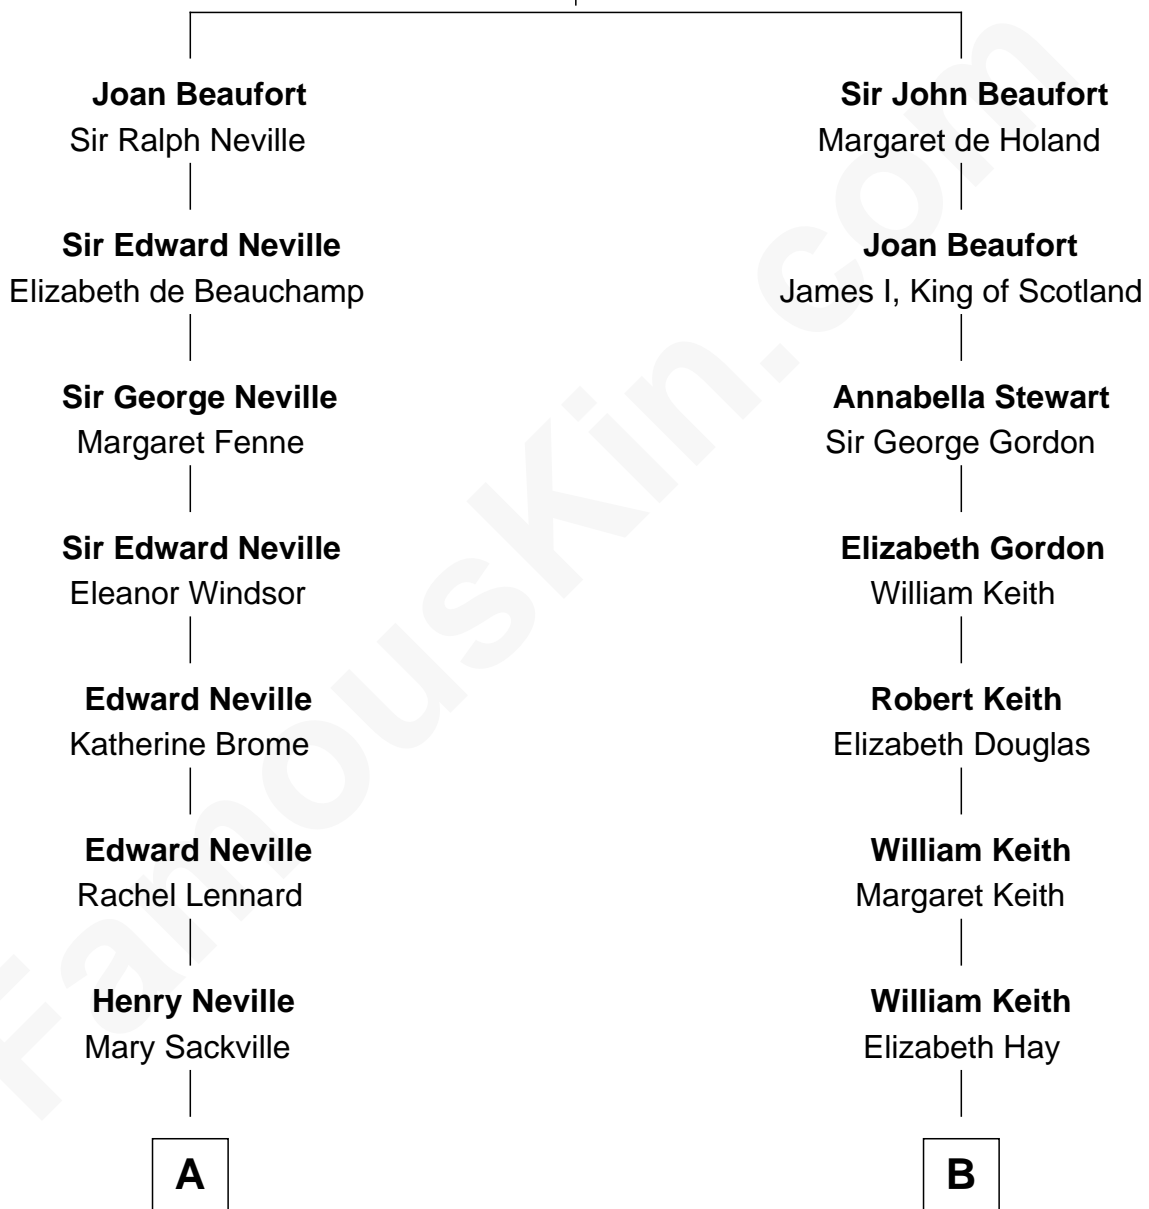 Joan Beaufort
Sir Ralph Neville
Sir John Beaufort
Margaret de Holand
Sir Edward Neville
Elizabeth de Beauchamp
Joan Beaufort
James I, King of Scotland
Sir George Neville
Margaret Fenne
Annabella Stewart
Sir George Gordon
Sir Edward Neville
Eleanor Windsor
Elizabeth Gordon
William Keith
Edward Neville
Katherine Brome
Robert Keith
Elizabeth Douglas
Edward Neville
Rachel Lennard
William Keith
Margaret Keith
Henry Neville
Mary Sackville
William Keith
Elizabeth Hay
A
B
FamousKin.com